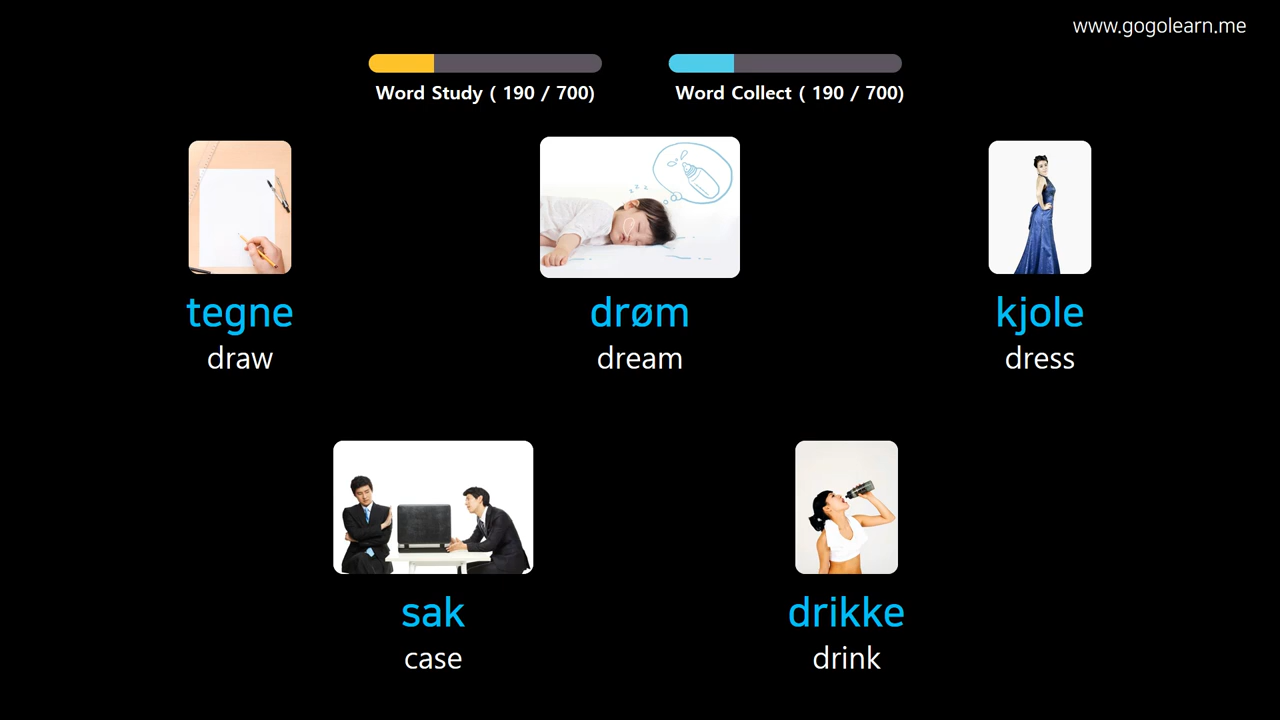 www.gogolearn.me
Word Study ( 190 / 700)
Word Collect ( 190 / 700)
tegne
draw
drøm
dream
kjole
dress
sak
case
drikke
drink